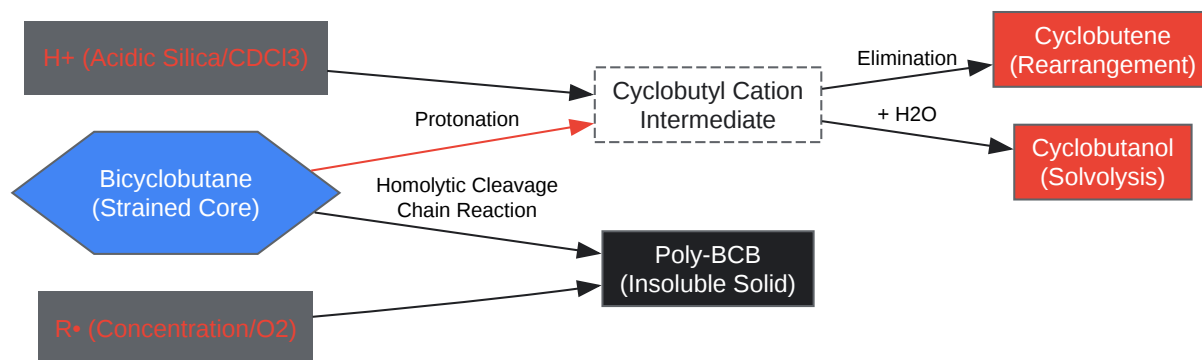 H+ (Acidic Silica/CDCl3)
Bicyclobutane
(Strained Core)
R• (Concentration/O2)
Protonation
Homolytic Cleavage
Chain Reaction
Cyclobutyl Cation
Intermediate
Poly-BCB
(Insoluble Solid)
Elimination
+ H2O
Cyclobutene
(Rearrangement)
Cyclobutanol
(Solvolysis)